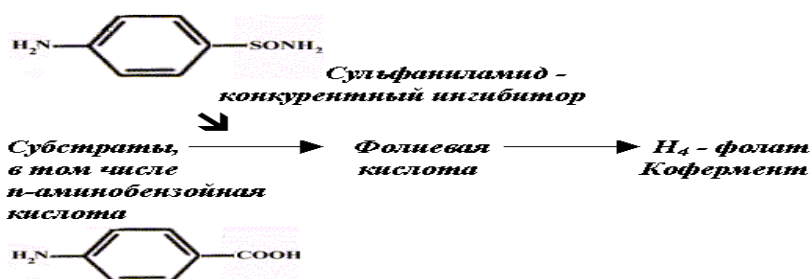 H₂N SONH₂
Сульфаниламид -
конкурентный ингибитор
Субстраты, Фолиевая H₄ - фолат
в том числе кислота Кофермент
п-аминобензойная
кислота
H₂N COOH